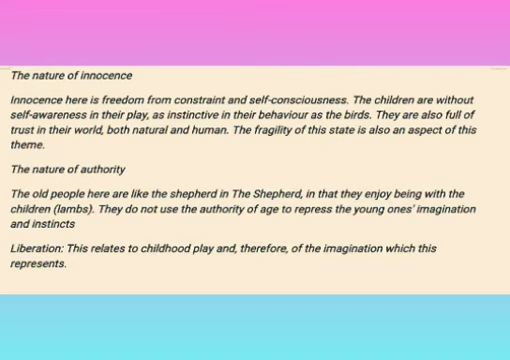 The nature of innocence
Innocence here is freedom from constraint and self-consciousness. The children are without
self-awareness in their play, as instinctive in their behaviour as the birds. They are also full of
trust in their world, both natural and human. The fragility of this state is also an aspect of this
theme.
The nature of authority
The old people here are like the shepherd in The Shepherd, in that they enjoy being with the
children (lambs). They do not use the authority of age to repress the young ones' imagination
and instincts
Liberation: This relates to childhood play and, therefore, of the imagination which this
represents.